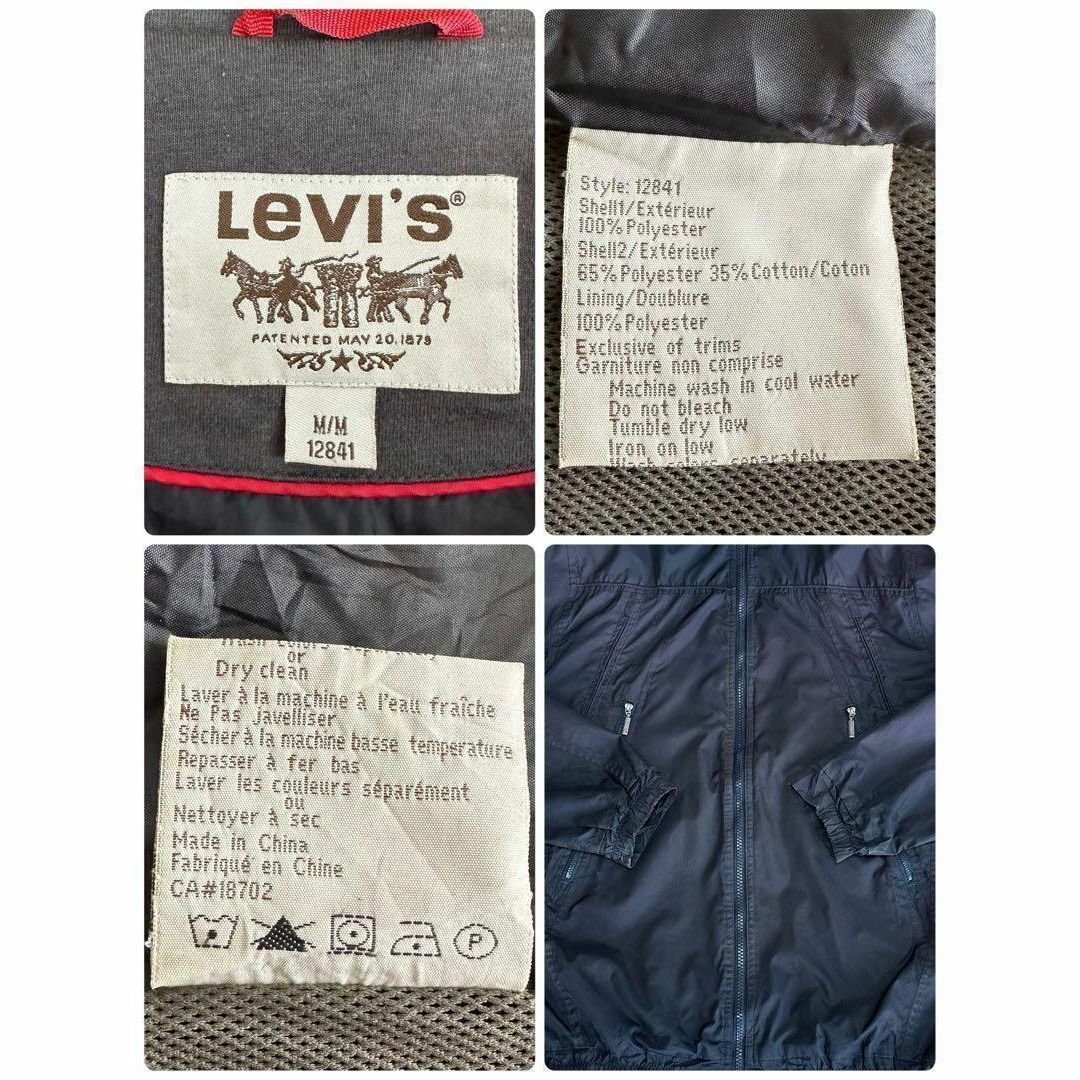 LEVI'S®
PATENTED MAY 20, 1873
M/M
12841
Style: 12841
Shell1/Extérieur
100% Polyester
Shell2/Extérieur
65% Polyester 35% Cotton/Coton
Lining/Doublure
100% Polyester
Exclusive of trims
Garniture non comprise
Machine wash in cool water
Do not bleach
Tumble dry low
Iron on low
Wash colors separately
or
Dry clean
Laver à la machine à l'eau fraîche
Ne Pas Javelliser
Sécher à la machine basse temperature
Repasser à fer bas
Laver les couleurs séparément
ou
Nettoyer à sec
Made in China
Fabriqué en Chine
CA#18702
P